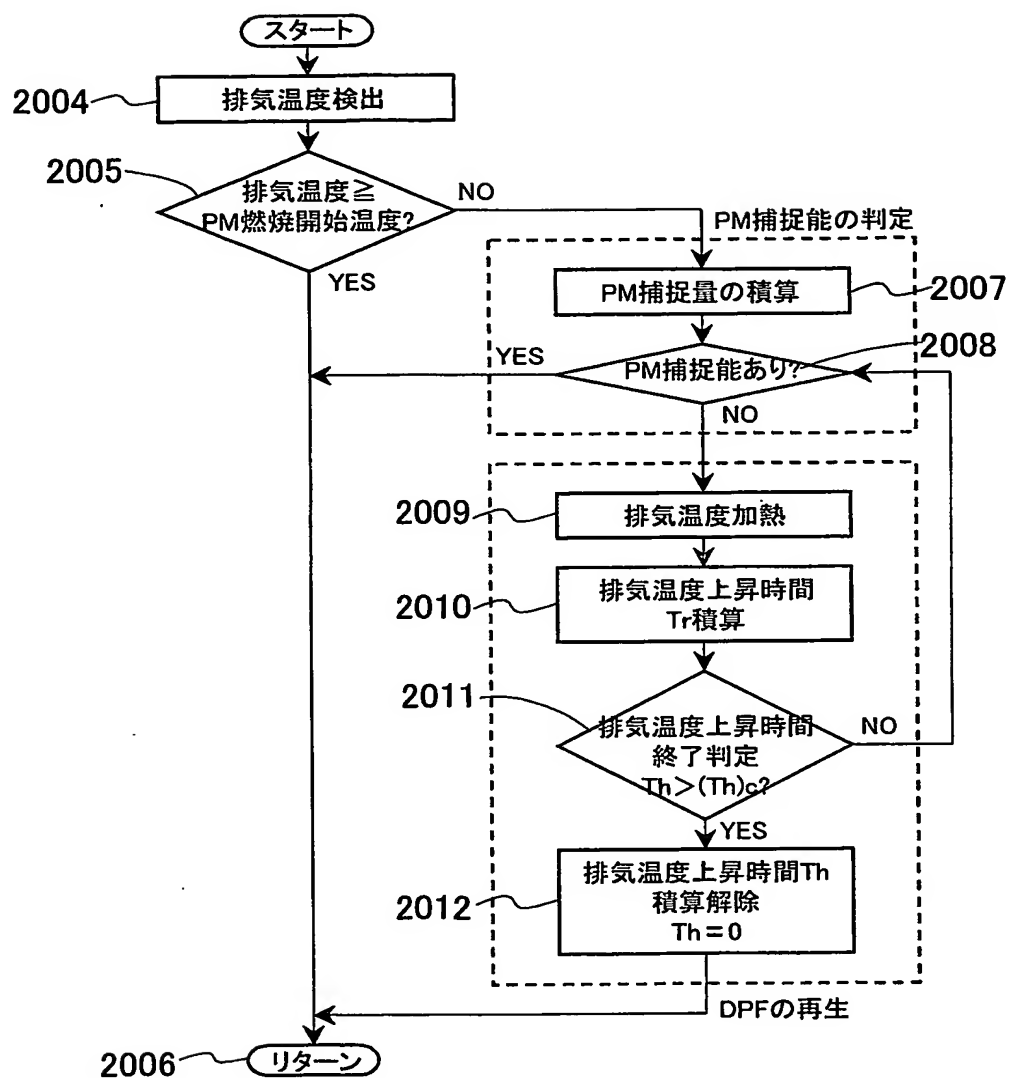 スタート
2004
排気温度検出
2005
排気温度≧
PM燃焼開始温度?
NO
YES
PM捕捉能の判定
PM捕捉量の積算
2007
YES
PM捕捉能あり?
2008
NO
2009
排気温度加熱
2010
排気温度上昇時間
Tr積算
2011
排気温度上昇時間
終了判定
Th>(Th)c?
NO
YES
2012
排気温度上昇時間Th
積算解除
Th=0
DPFの再生
2006
リターン